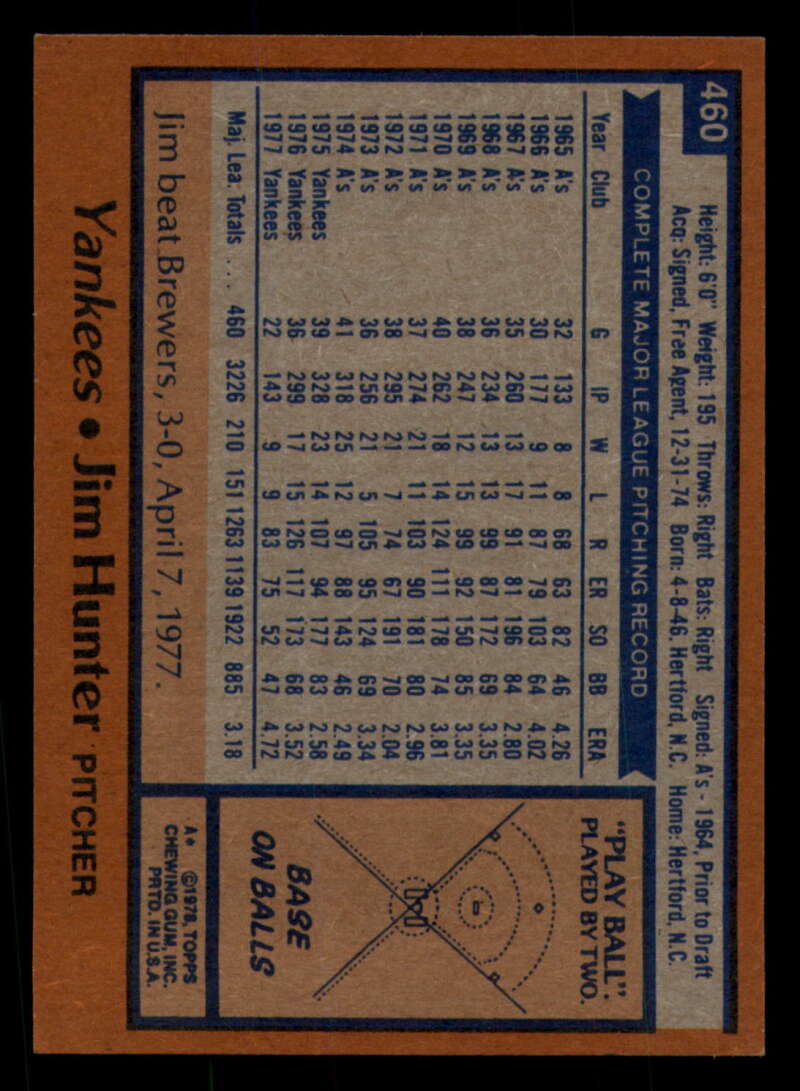 460
Height: 6'0" Weight: 195 Throws: Right Bats: Right Signed: A's - 1964, Prior to Draft
Acq: Signed, Free Agent, 12-31-74 Born: 4-8-46, Hertford, N.C. Home: Hertford, N.C.
COMPLETE MAJOR LEAGUE PITCHING RECORD
Year Club G IP W L R ER SO BB ERA
1965 A's 32 133 8 8 68 63 82 46 4.26
1966 A's 30 177 9 11 87 79 103 64 4.02
1967 A's 35 260 13 17 91 81 196 84 2.80
1968 A's 36 234 13 13 99 87 172 69 3.35
1969 A's 38 247 12 15 99 92 150 85 3.35
1970 A's 40 262 18 14 124 111 178 74 3.81
1971 A's 37 274 21 11 103 90 181 80 2.96
1972 A's 38 295 21 7 74 67 191 70 2.04
1973 A's 36 256 21 5 105 95 124 69 3.34
1974 A's 41 318 25 12 97 88 143 46 2.49
1975 Yankees 39 328 23 14 107 94 177 83 2.58
1976 Yankees 36 299 17 15 126 117 173 68 3.52
1977 Yankees 22 143 9 9 83 75 52 47 4.72
Maj. Lea. Totals ... 460 3226 210 151 1263 1139 1922 885 3.18
Jim beat Brewers, 3-0, April 7, 1977.
"PLAY BALL".
PLAYED BY TWO.
BASE
ON BALLS
A* ©1978, TOPPS
CHEWING GUM, INC.
PRTD. IN U.S.A.
Yankees • Jim Hunter PITCHER